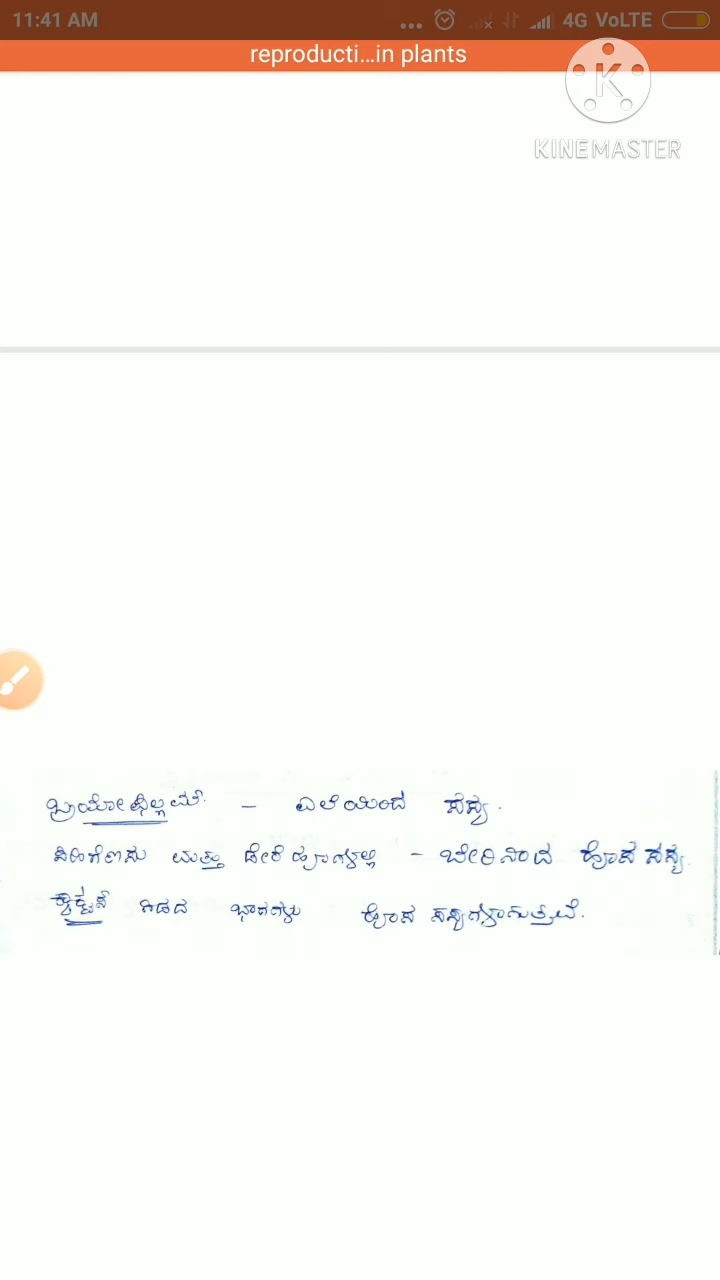 11:41 AM
4G VoLTE
reproducti...in plants
K
KINEMASTER
ಬ್ರಯೋಫಿಲ್ಲಮ್ - ಎಲೆಯಿಂದ ಸಸ್ಯ.
ಸಿಹಿಗೆಣಸು ಮತ್ತು ಡೇರೆ ಹೂಗಳಲ್ಲಿ - ಬೇರಿನಿಂದ ಹೊಸ ಸಸ್ಯ
ಗಿಡದ ಭಾಗಗಳು ಹೊಸ ಸಸ್ಯಗಳಾಗುತ್ತವೆ.